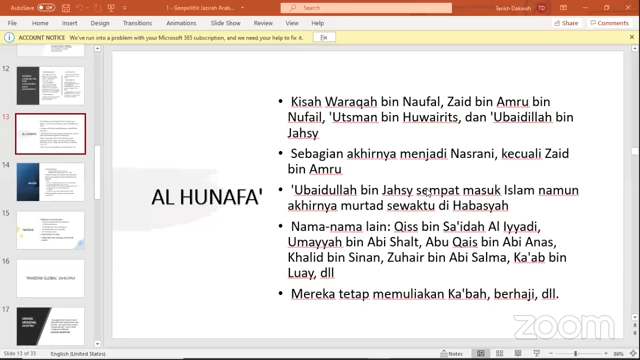 AutoSave Off
1 - Geopolitik Jazirah Arab...
Search
Tarikh Dakwah
TD
File
Home
Insert
Draw
Design
Transitions
Animations
Slide Show
Review
View
Help
Share
Comments
ACCOUNT NOTICE We've run into a problem with your Microsoft 365 subscription, and we need your help to fix it.
12
13
14
15
16
17
AL HUNAFA'
• Kisah Waraqah bin Naufal, Zaid bin Amru bin
Nufail, 'Utsman bin Huwairits, dan 'Ubaidillah bin
Jahsy
• Sebagian akhirnya menjadi Nasrani, kecuali Zaid
bin Amru
• 'Ubaidullah bin Jahsy sempat masuk Islam namun
akhirnya murtad sewaktu di Habasyah
• Nama-nama lain: Qiss bin Sa'idah Al Iyyadi,
Umayyah bin Abi Shalt, Abu Qais bin Abi Anas,
Khalid bin Sinan, Zuhair bin Abi Salma, Ka'ab bin
Luay, dll
• Mereka tetap memuliakan Ka'bah, berhaji, dll.
zoom
Slide 13 of 33
English (United States)
Notes
86%